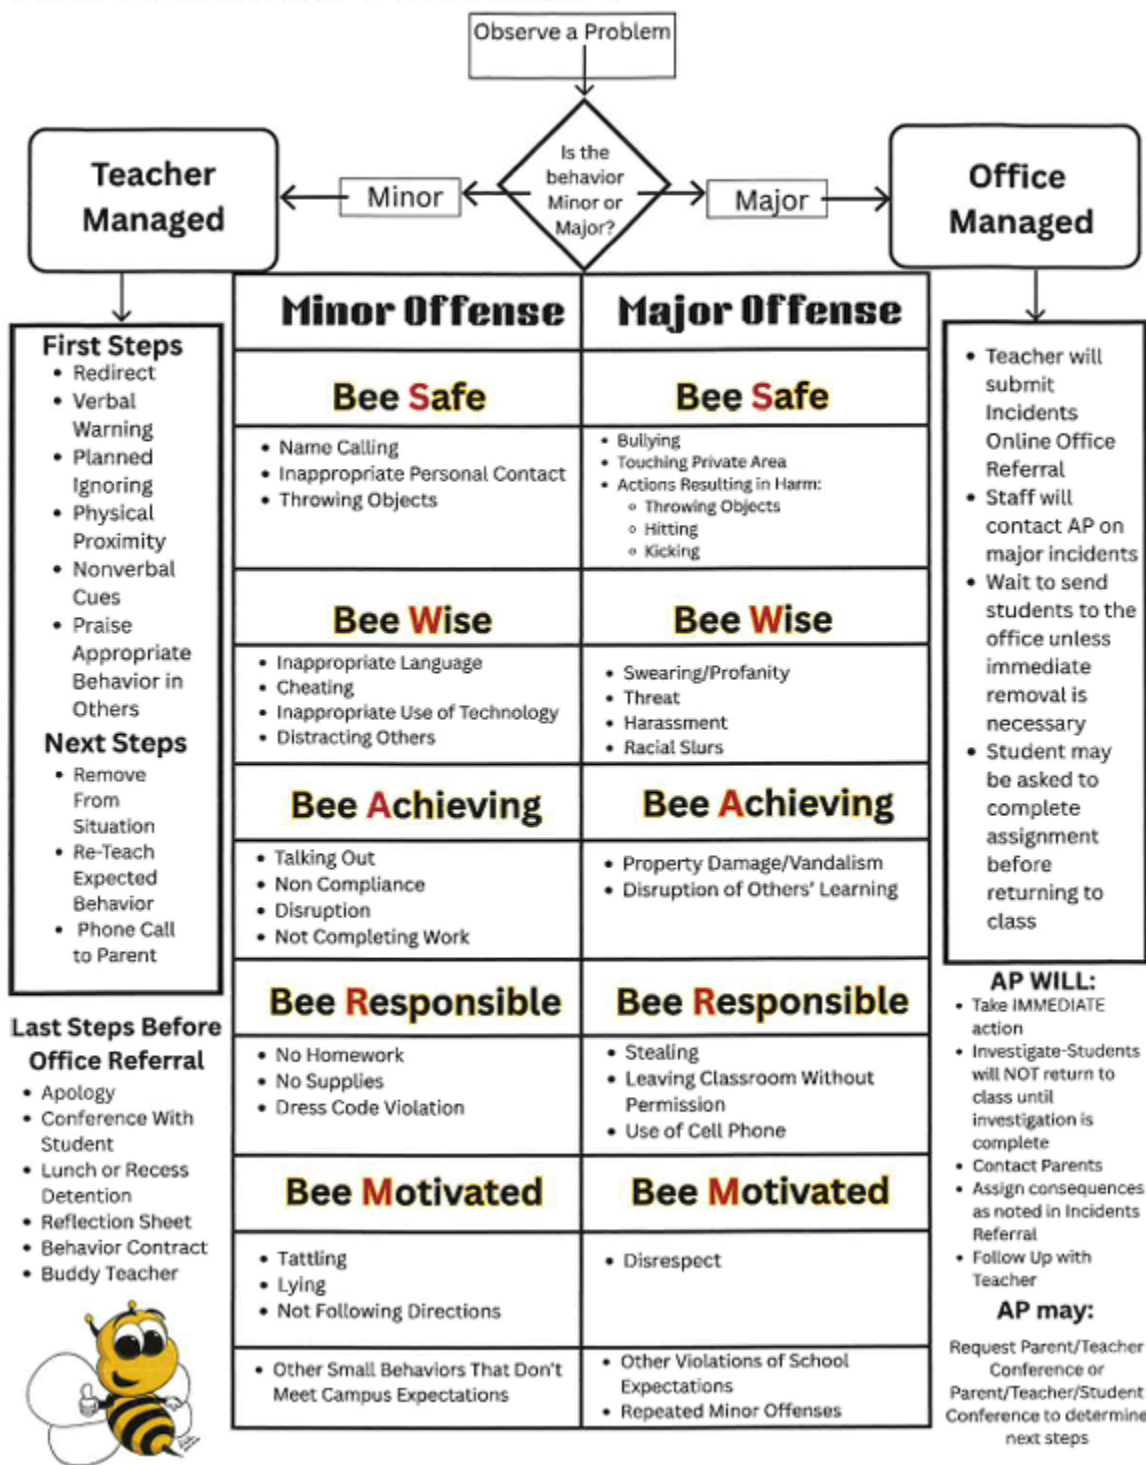 Observe a Problem
Is the
behavior
Minor or
Major?
Minor
Major
Teacher
Managed
Office
Managed
First Steps
• Redirect
• Verbal
Warning
• Planned
Ignoring
• Physical
Proximity
• Nonverbal
Cues
• Praise
Appropriate
Behavior in
Others
Next Steps
• Remove
From
Situation
• Re-Teach
Expected
Behavior
• Phone Call
to Parent
Last Steps Before
Office Referral
• Apology
• Conference With
Student
• Lunch or Recess
Detention
• Reflection Sheet
• Behavior Contract
• Buddy Teacher
Minor Offense
Major Offense
Bee Safe
Bee Safe
• Name Calling
• Inappropriate Personal Contact
• Throwing Objects
• Bullying
• Touching Private Area
• Actions Resulting in Harm:
◦ Throwing Objects
◦ Hitting
◦ Kicking
Bee Wise
Bee Wise
• Inappropriate Language
• Cheating
• Inappropriate Use of Technology
• Distracting Others
• Swearing/Profanity
• Threat
• Harassment
• Racial Slurs
Bee Achieving
Bee Achieving
• Talking Out
• Non Compliance
• Disruption
• Not Completing Work
• Property Damage/Vandalism
• Disruption of Others' Learning
Bee Responsible
Bee Responsible
• No Homework
• No Supplies
• Dress Code Violation
• Stealing
• Leaving Classroom Without
Permission
• Use of Cell Phone
Bee Motivated
Bee Motivated
• Tattling
• Lying
• Not Following Directions
• Disrespect
• Other Small Behaviors That Don't
Meet Campus Expectations
• Other Violations of School
Expectations
• Repeated Minor Offenses
• Teacher will
submit
Incidents
Online Office
Referral
• Staff will
contact AP on
major incidents
• Wait to send
students to the
office unless
immediate
removal is
necessary
• Student may
be asked to
complete
assignment
before
returning to
class
AP WILL:
• Take IMMEDIATE
action
• Investigate-Students
will NOT return to
class until
investigation is
complete
• Contact Parents
• Assign consequences
as noted in Incidents
Referral
• Follow Up with
Teacher
AP may:
Request Parent/Teacher
Conference or
Parent/Teacher/Student
Conference to determine
next steps